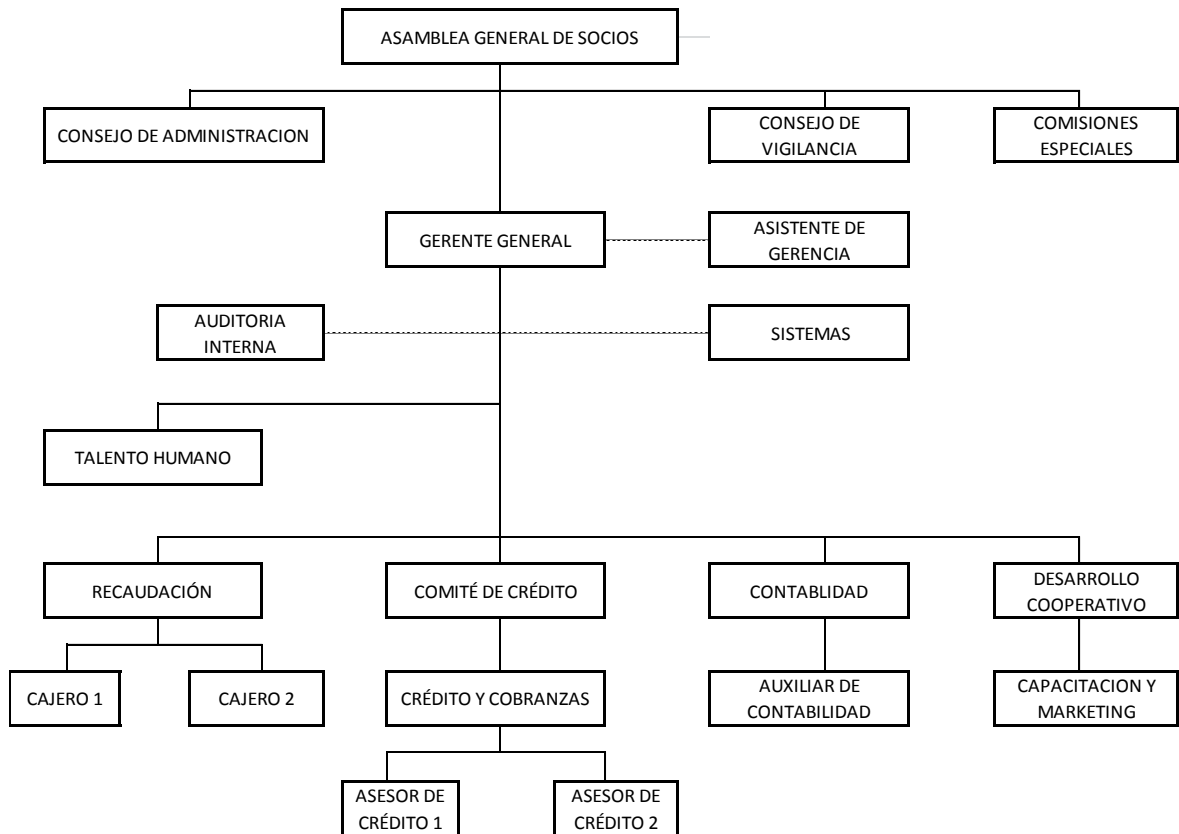 ASAMBLEA GENERAL DE SOCIOS
CONSEJO DE ADMINISTRACION
CONSEJO DE
VIGILANCIA
COMISIONES
ESPECIALES
GERENTE GENERAL
ASISTENTE DE
GERENCIA
AUDITORIA
INTERNA
SISTEMAS
TALENTO HUMANO
RECAUDACIÓN
COMITÉ DE CRÉDITO
CONTABLIDAD
DESARROLLO
COOPERATIVO
CAJERO 1
CAJERO 2
CRÉDITO Y COBRANZAS
AUXILIAR DE
CONTABILIDAD
CAPACITACION Y
MARKETING
ASESOR DE
CRÉDITO 1
ASESOR DE
CRÉDITO 2